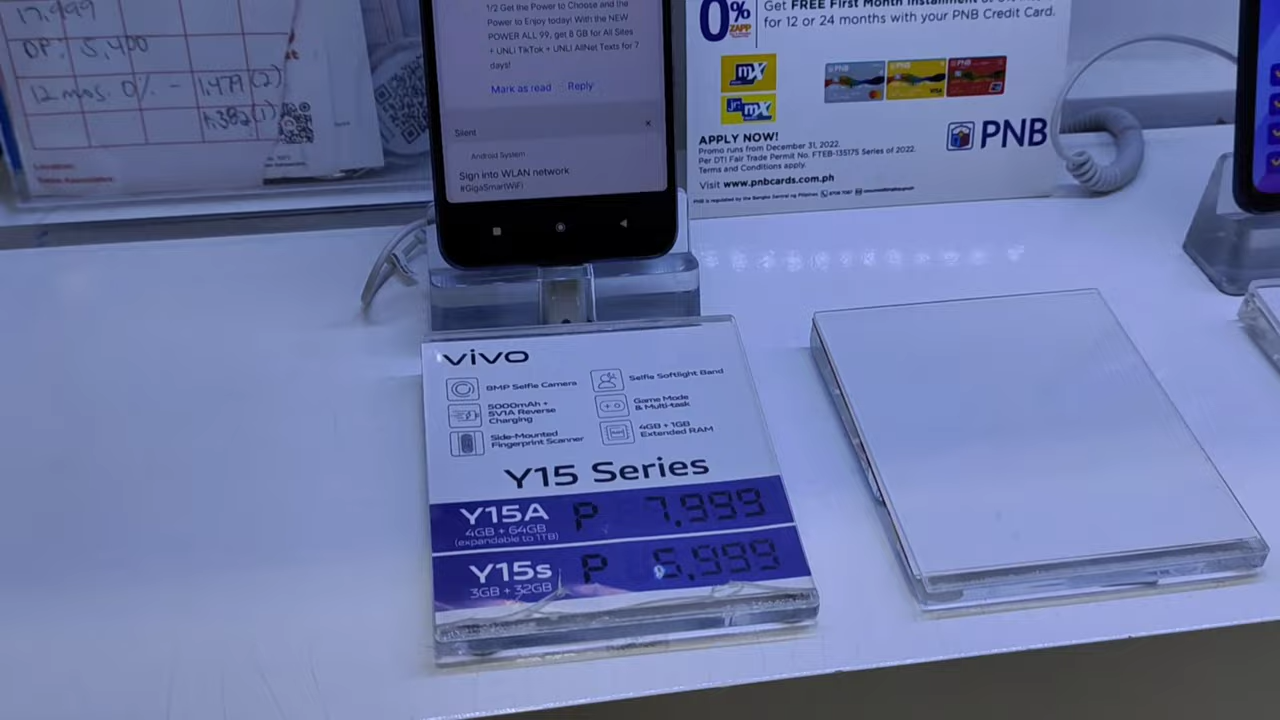 17,999
DP: 5,400
12 mos. 0% - 1,479 (2)
1,382 (1)
1/2 Get the Power to Choose and the
Power to Enjoy today! With the NEW
POWER ALL 99, get 8 GB for All Sites
+ UNLI TikTok + UNLI AllNet Texts for 7
days!
Mark as read Reply
Silent
Android System
Sign into WLAN network
#GigaSmartWiFi
0%
ZAPP
Get FREE First Month Installment
for 12 or 24 months with your PNB Credit Card.
mX
jr. mX
PNB
APPLY NOW!
Promo runs from December 31, 2022.
Per DTI Fair Trade Permit No. FTEB-135175 Series of 2022.
Terms and Conditions apply.
Visit www.pnbcards.com.ph
vivo
8MP Selfie Camera
Selfie Softlight Band
5000mAh +
5V1A Reverse
Charging
Game Mode
& Multi-task
Side-Mounted
Fingerprint Scanner
4GB + 1GB
Extended RAM
Y15 Series
Y15A P 7,999
4GB + 64GB
(expandable to 1TB)
Y15s P 5,999
3GB + 32GB